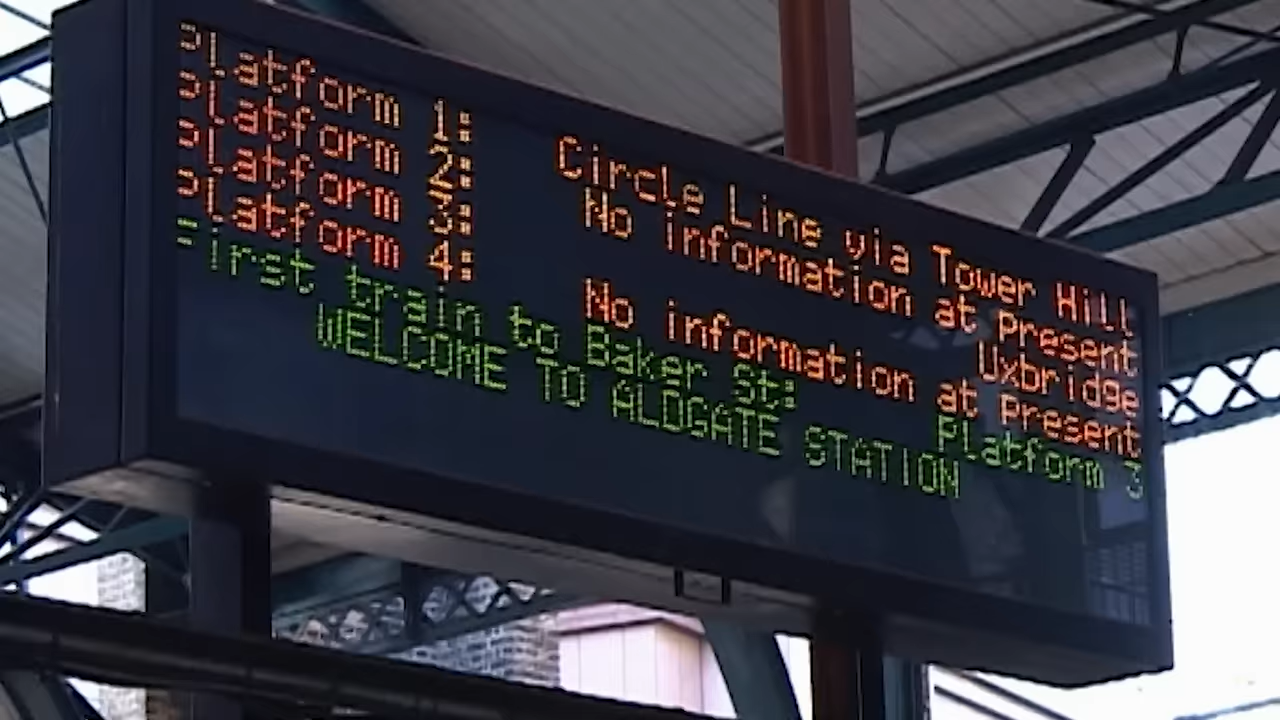 Platform 1: Circle Line via Tower Hill
Platform 2: No information at Present
Platform 3: Uxbridge
Platform 4: No information at Present
First train to Baker St: Platform 3
WELCOME TO ALDGATE STATION